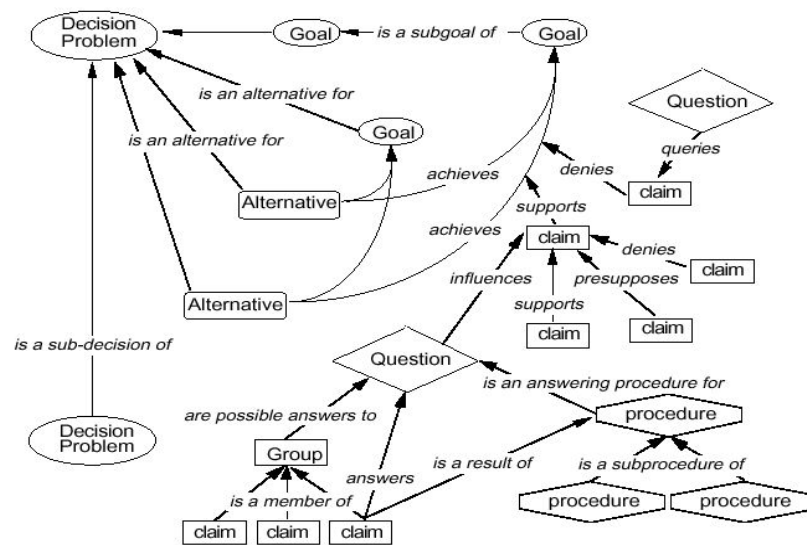 Decision
Problem
Goal
is a subgoal of
Goal
is an alternative for
Goal
Question
is an alternative for
queries
achieves
denies
claim
Alternative
supports
achieves
claim
denies
claim
influences
presupposes
Alternative
supports
claim
claim
is a sub-decision of
Question
is an answering procedure for
are possible answers to
procedure
Decision
Problem
Group
answers
is a result of
is a subprocedure of
is a member of
procedure
procedure
claim
claim
claim